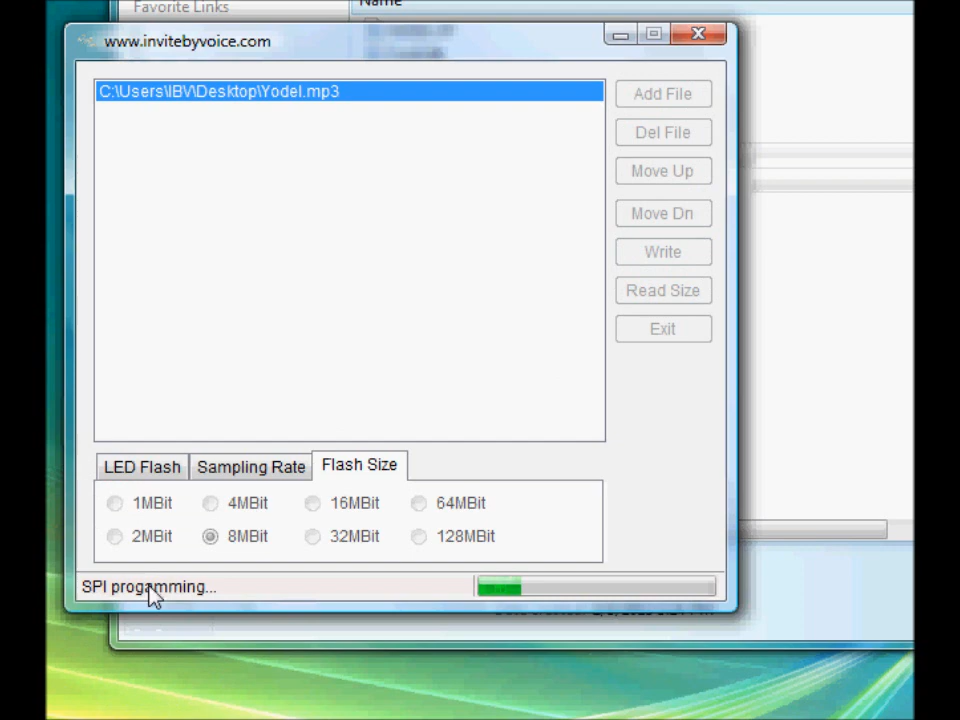 Favorite Links
Name
www.invitebyvoice.com
C:\Users\IBV\Desktop\Yodel.mp3
Add File
Del File
Move Up
Move Dn
Write
Read Size
Exit
LED Flash Sampling Rate Flash Size
1MBit 4MBit 16MBit 64MBit
2MBit 8MBit 32MBit 128MBit
SPI progamming...